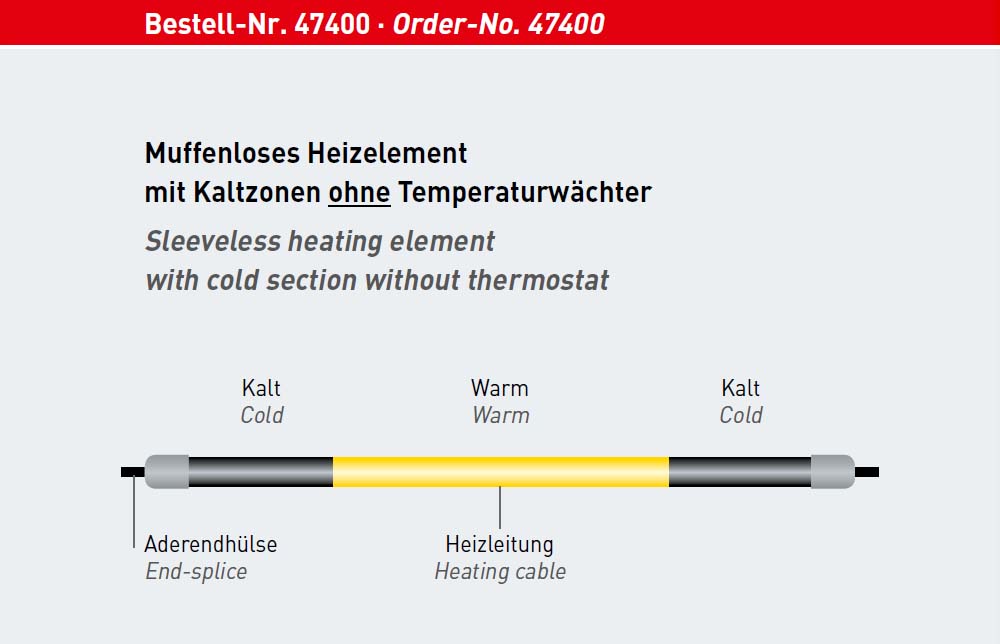 Bestell-Nr. 47400 · Order-No. 47400
Muffenloses Heizelement
mit Kaltzonen ohne Temperaturwächter
Sleeveless heating element
with cold section without thermostat
Kalt Warm Kalt
Cold Warm Cold
Aderendhülse Heizleitung
End-splice Heating cable